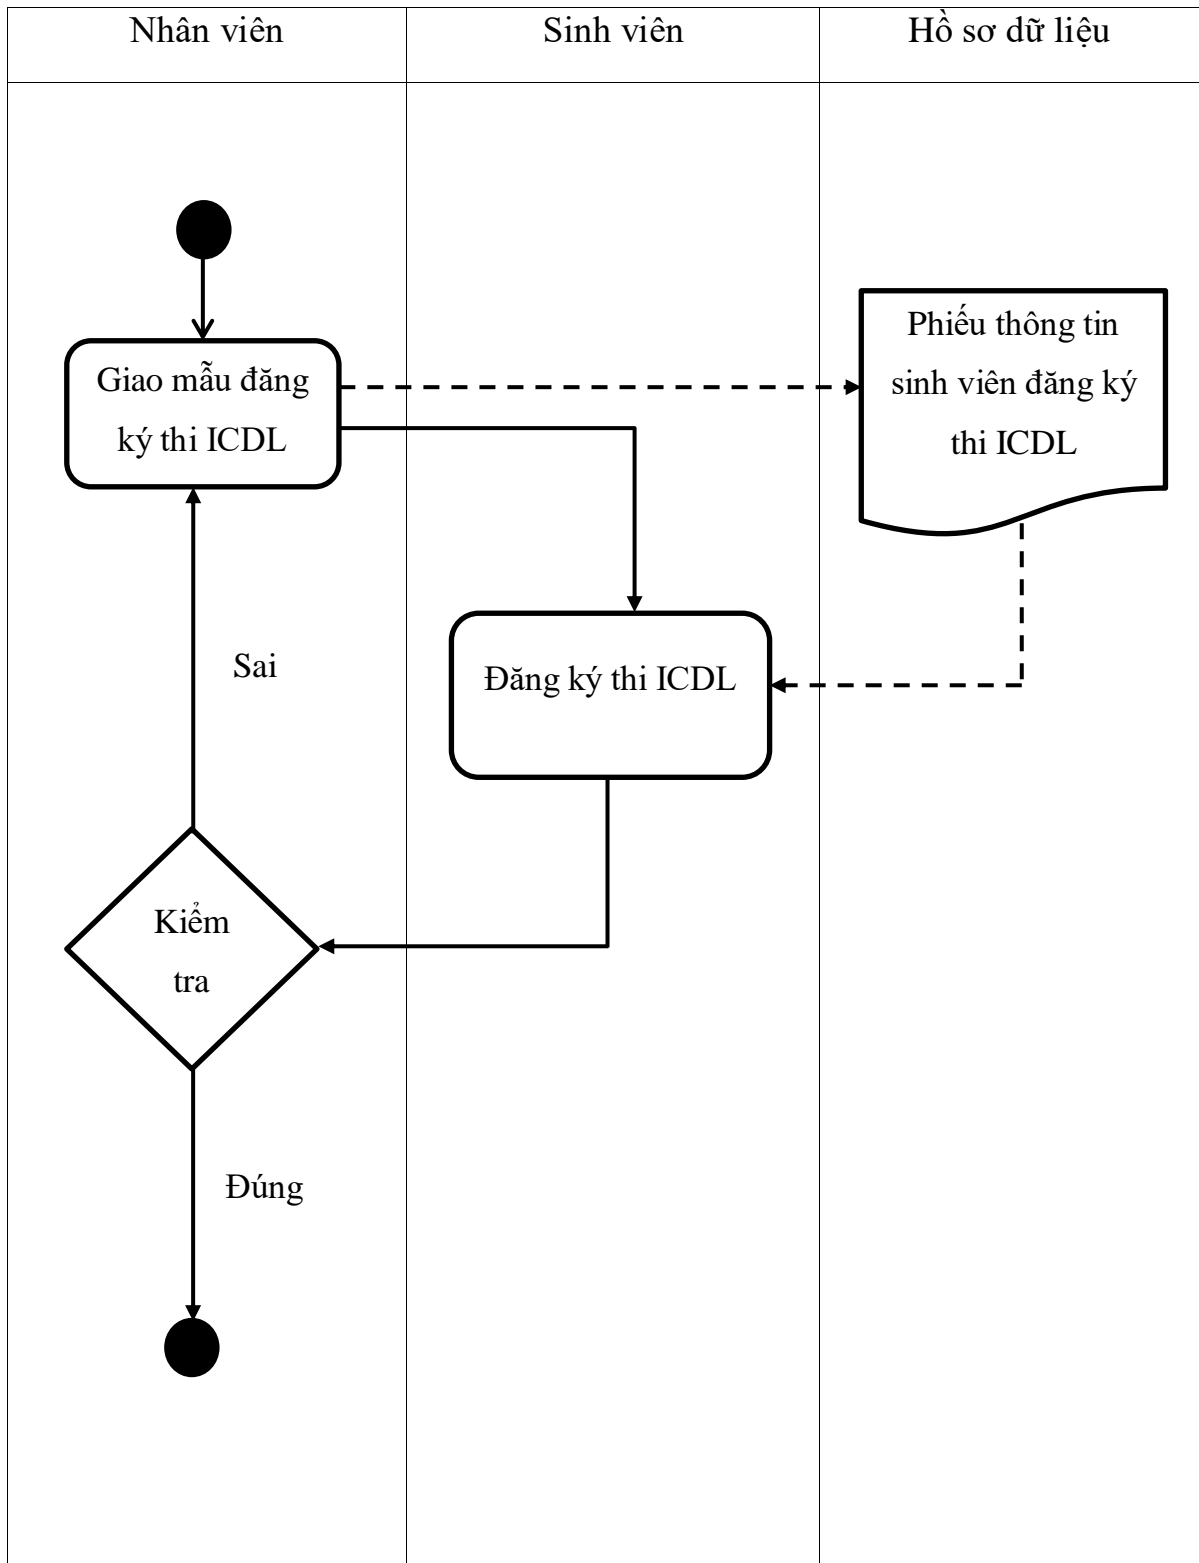 Nhân viên
Sinh viên
Hồ sơ dữ liệu
Giao mẫu đăng
ký thi ICDL
Phiếu thông tin
sinh viên đăng ký
thi ICDL
Đăng ký thi ICDL
Sai
Kiểm
tra
Đúng